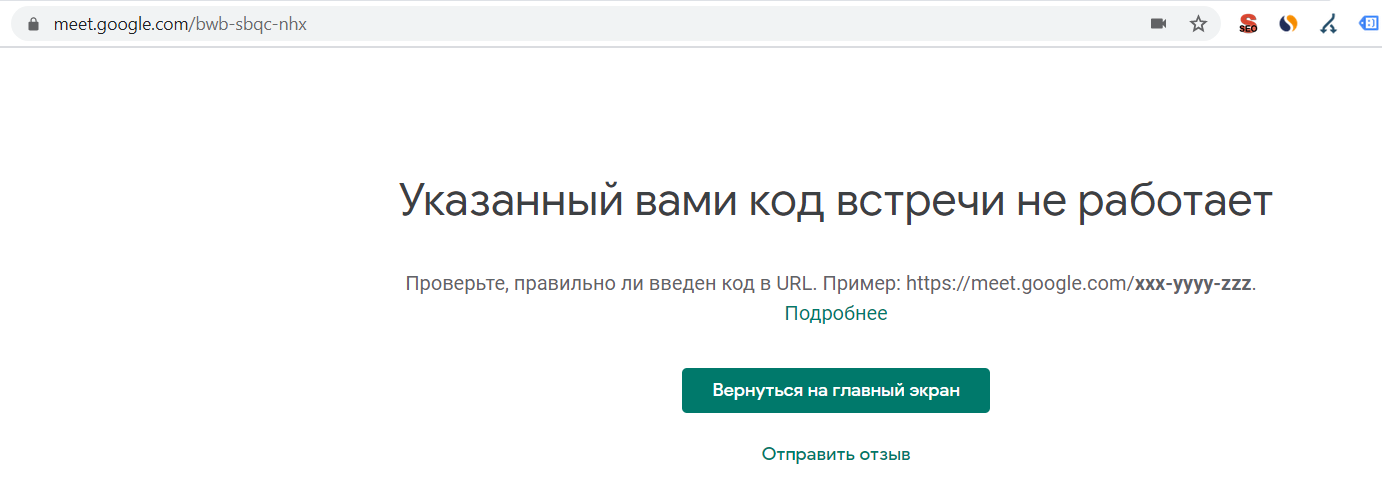 meet.google.com/bwb-sbqc-nhx
SEO
Указанный вами код встречи не работает
Проверьте, правильно ли введен код в URL. Пример: https://meet.google.com/xxx-yyyy-zzz.
Подробнее
Вернуться на главный экран
Отправить отзыв